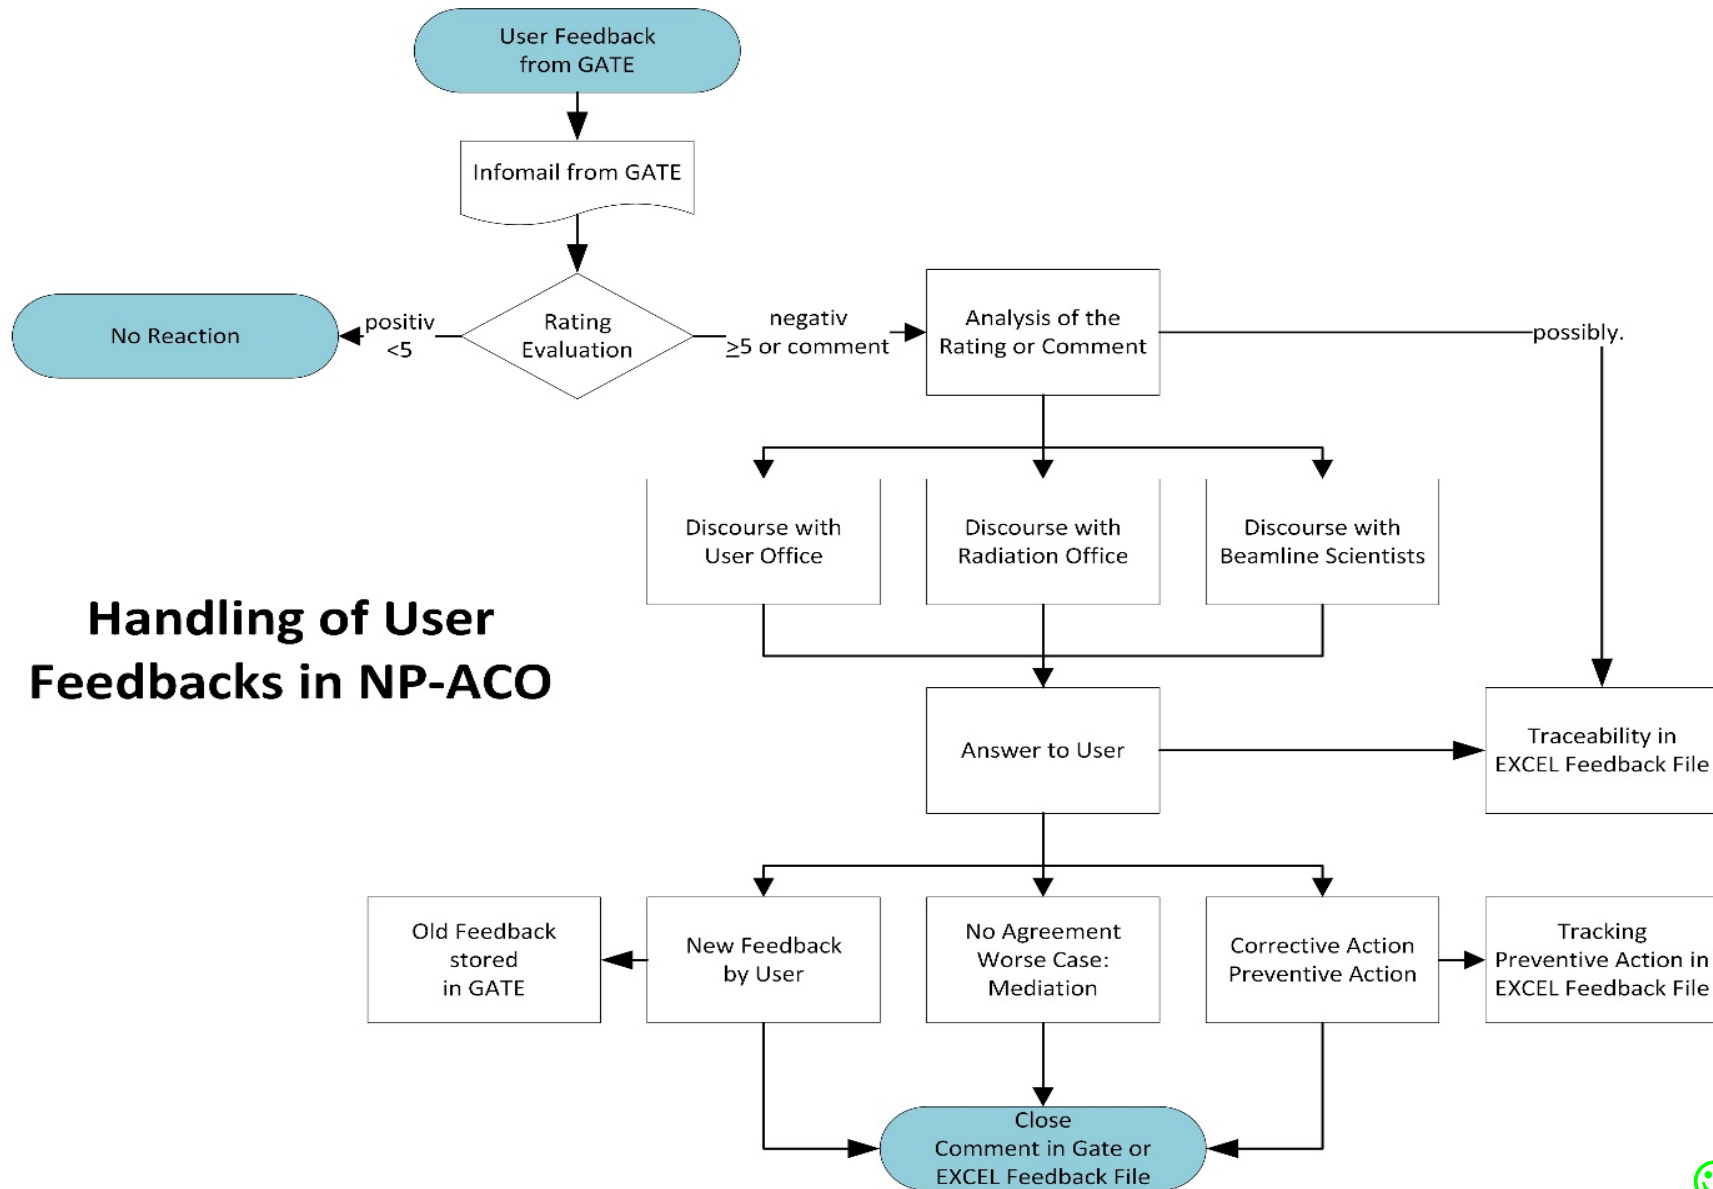 User Feedback
from GATE
Infomail from GATE
Rating
Evaluation
positiv
<5
No Reaction
negativ
≥5 or comment
Analysis of the
Rating or Comment
possibly.
Discourse with
User Office
Discourse with
Radiation Office
Discourse with
Beamline Scientists
Handling of User
Feedbacks in NP-ACO
Answer to User
Traceability in
EXCEL Feedback File
Old Feedback
stored
in GATE
New Feedback
by User
No Agreement
Worse Case:
Mediation
Corrective Action
Preventive Action
Tracking
Preventive Action in
EXCEL Feedback File
Close
Comment in Gate or
EXCEL Feedback File